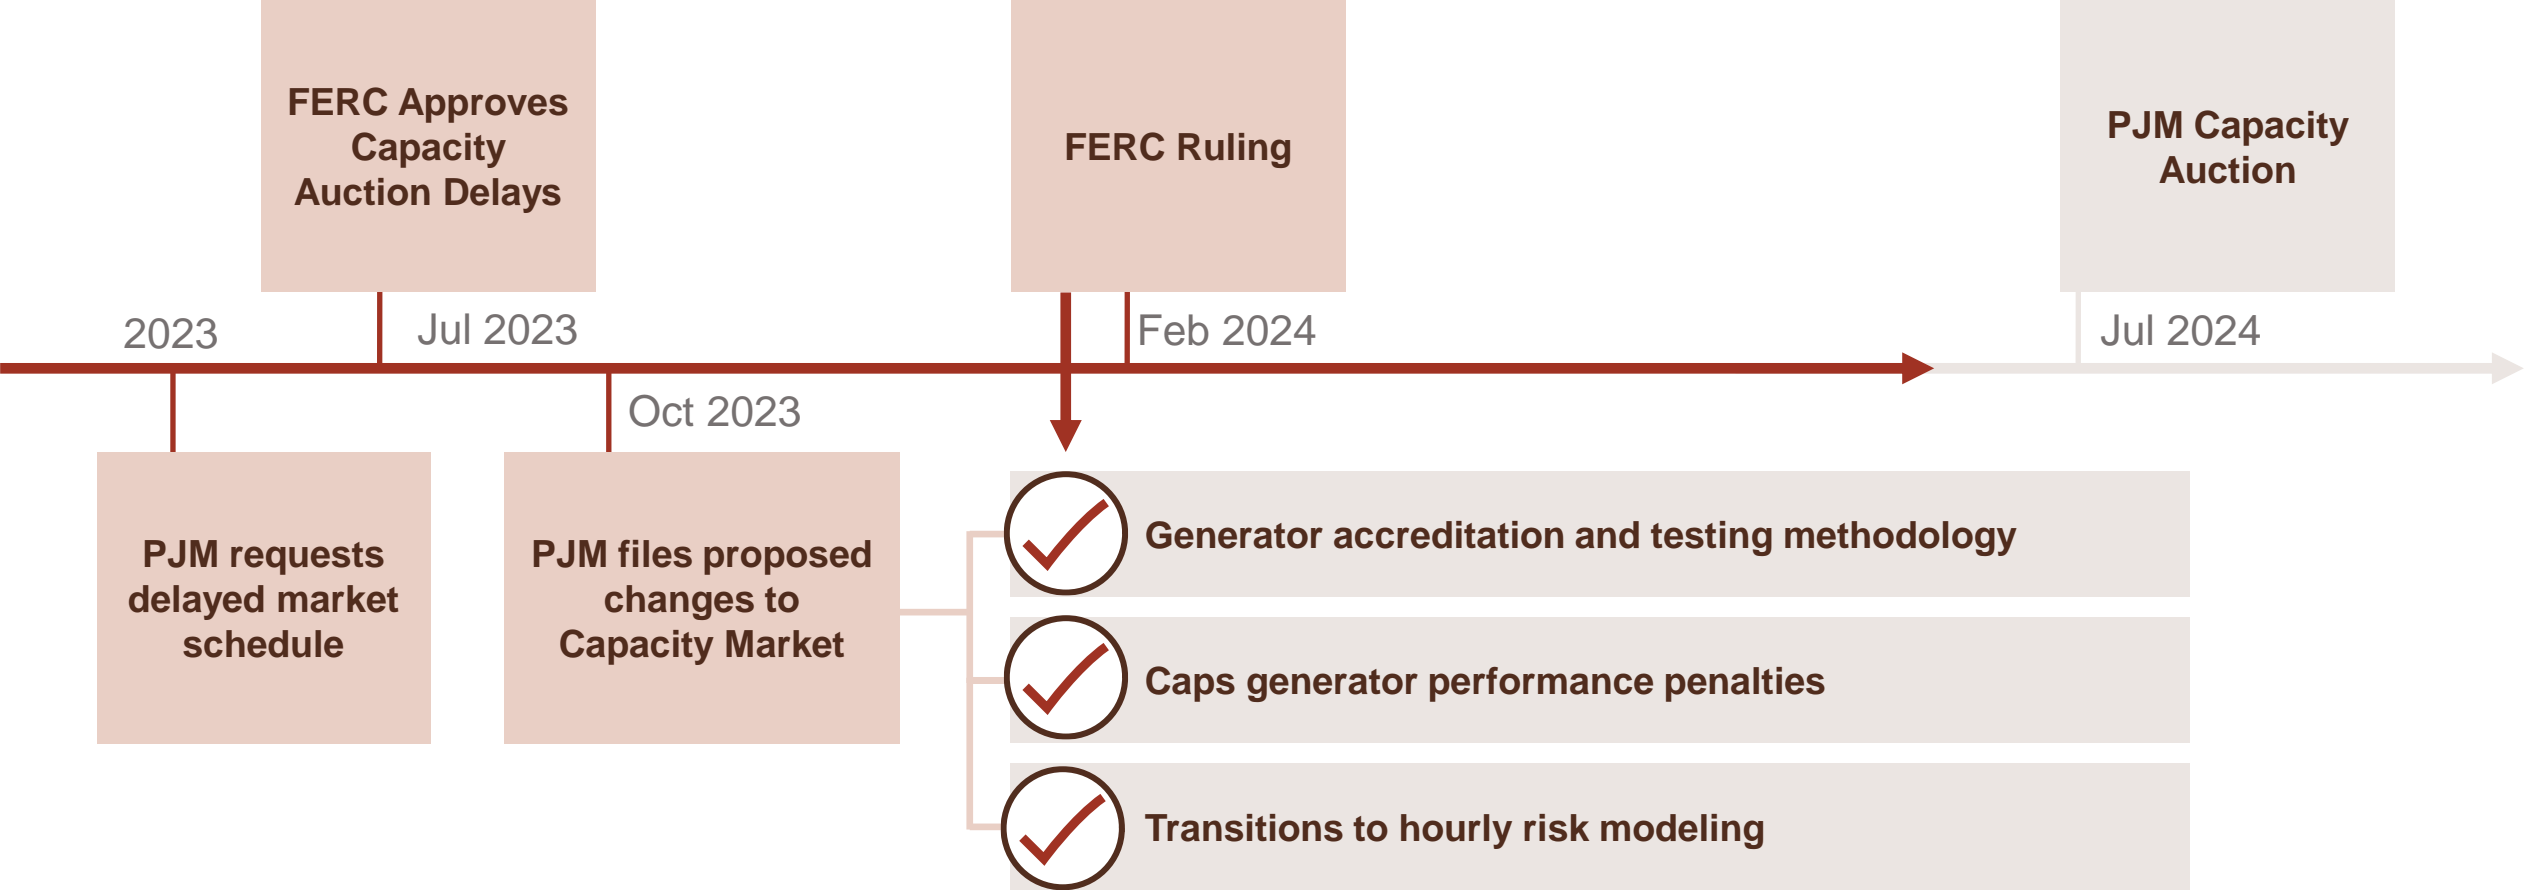 FERC Approves
Capacity
Auction Delays
FERC Ruling
PJM Capacity
Auction
2023
Jul 2023
Feb 2024
Jul 2024
Oct 2023
PJM requests
delayed market
schedule
PJM files proposed
changes to
Capacity Market
Generator accreditation and testing methodology
Caps generator performance penalties
Transitions to hourly risk modeling